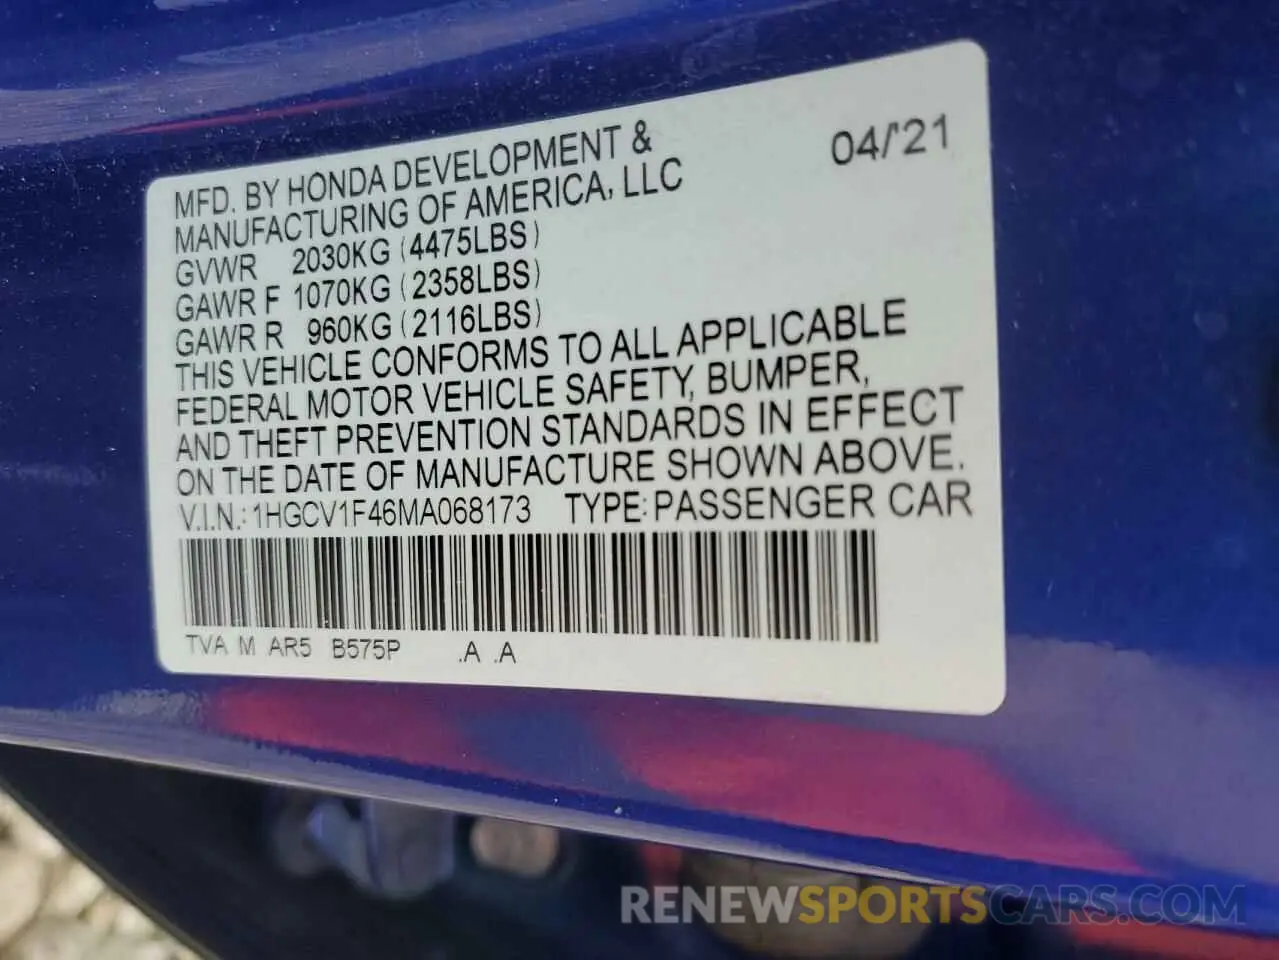 MFD. BY HONDA DEVELOPMENT &
MANUFACTURING OF AMERICA, LLC
04/'21
GVWR 2030KG (4475LBS)
GAWR F 1070KG (2358LBS)
GAWR R 960KG (2116LBS)
THIS VEHICLE CONFORMS TO ALL APPLICABLE
FEDERAL MOTOR VEHICLE SAFETY, BUMPER,
AND THEFT PREVENTION STANDARDS IN EFFECT
ON THE DATE OF MANUFACTURE SHOWN ABOVE.
V.I.N.: 1HGCV1F46MA068173 TYPE: PASSENGER CAR
TVA M AR5 B575P .A .A
RENEWSPORTSCARS.COM